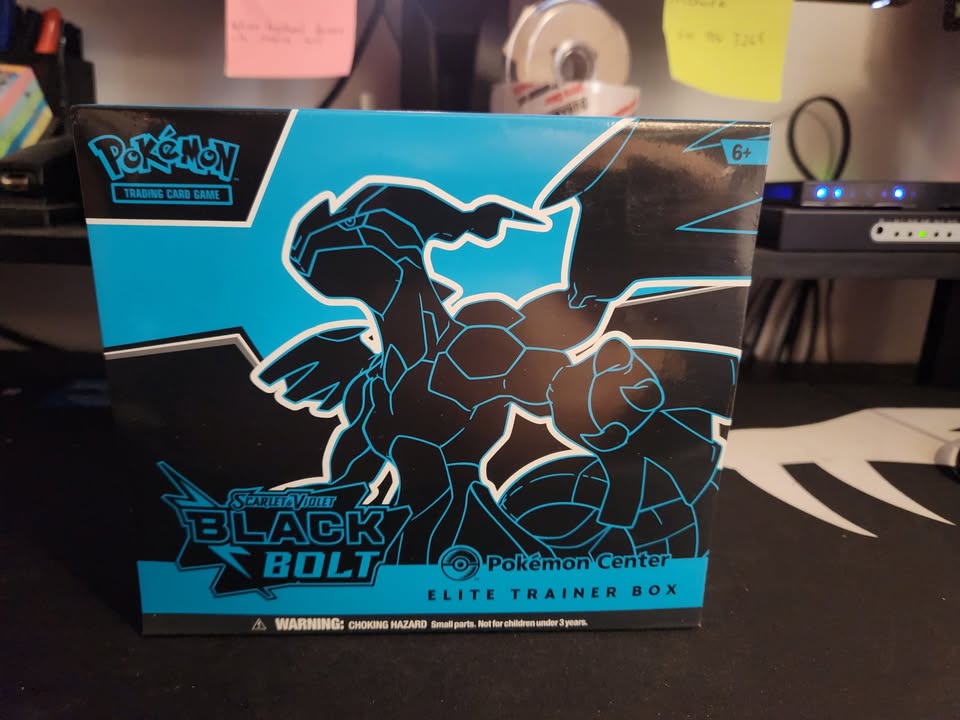 POKéMON
TRADING CARD GAME
6+
SCARLET & VIOLET
BLACK
BOLT
Pokémon Center
ELITE TRAINER BOX
WARNING: CHOKING HAZARD Small parts. Not for children under 3 years.